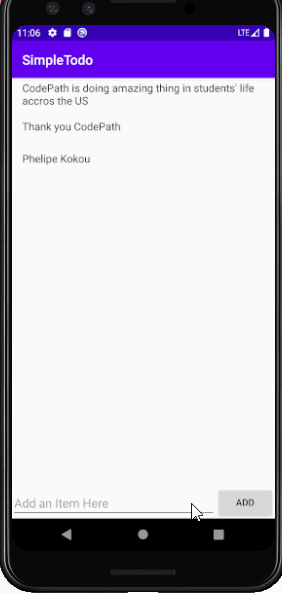 11:06 LTE
SimpleTodo
CodePath is doing amazing thing in students' life
accros the US
Thank you CodePath
Phelipe Kokou
Add an Item Here ADD